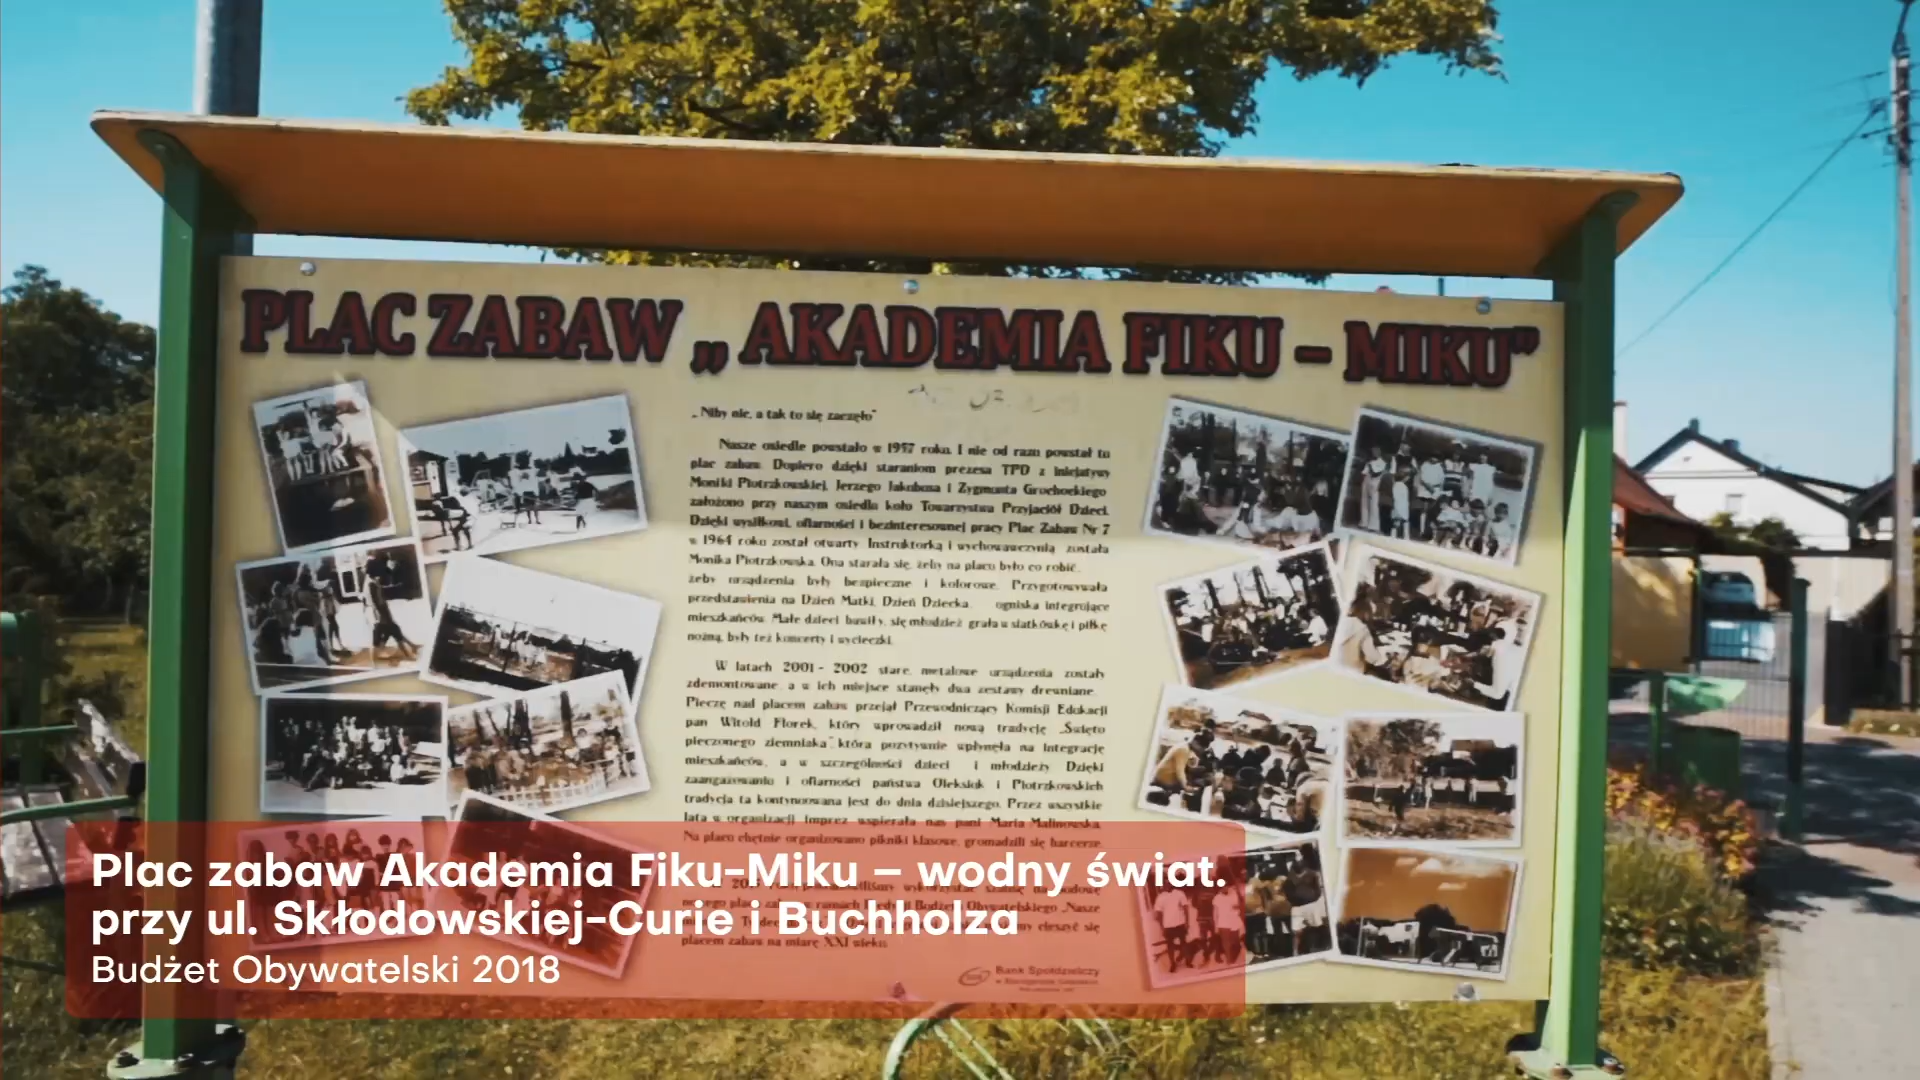 PLAC ZABAW „AKADEMIA FIKU – MIKU"
„Niby nic, a tak to się zaczęło"
Nasze osiedle powstało w 1957 roku. I nie od razu powstał tu
plac zabaw. Dopiero dzięki staraniom prezesa TPD z inicjatywy
Moniki Piotrzkowskiej, Jerzego Jakubusa i Zygmunta Grochockiego
założono przy naszym osiedlu koło Towarzystwa Przyjaciół Dzieci.
Dzięki wysiłkowi, ofiarności i bezinteresownej pracy Plac Zabaw Nr 7
w 1964 roku został otwarty. Instruktorką i wychowawczynią została
Monika Piotrzkowska. Ona starała się, żeby na placu było co robić,
żeby urządzenia były bezpieczne i kolorowe. Przygotowywała
przedstawienia na Dzień Matki, Dzień Dziecka, ogniska integrujące
mieszkańców. Małe dzieci bawiły się, młodzież grała w siatkówkę i piłkę
nożną, były też koncerty i wycieczki.
W latach 2001 - 2002 stare, metalowe urządzenia zostały
zdemontowane, a w ich miejsce stanęły dwa zestawy drewniane.
Pieczę nad placem zabaw przejął Przewodniczący Komisji Edukacji
pan Witold Florek, który wprowadził nową tradycję „Święto
pieczonego ziemniaka", która pozytywnie wpłynęła na integrację
mieszkańców, a w szczególności dzieci i młodzieży. Dzięki
zaangażowaniu i ofiarności państwa Oleksiuk i Piotrzkowskich
tradycja ta kontynuowana jest do dnia dzisiejszego. Przez wszystkie
lata w organizacji imprez wspierała nas pani Maria Malinowska.
Na placu chętnie organizowano pikniki klasowe, gromadzili się harcerze.
placem zabaw na miarę XXI wieku.
Bank Spółdzielczy
Plac zabaw Akademia Fiku-Miku – wodny świat.
przy ul. Skłodowskiej-Curie i Buchholza
Budżet Obywatelski 2018